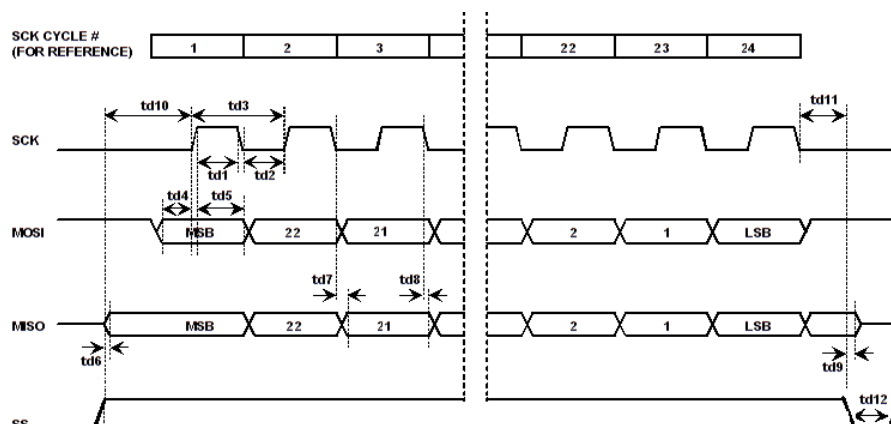 SCK CYCLE #
(FOR REFERENCE)
1 2 3 22 23 24
td10 td3 td11
SCK
td1 td2
td4 td5
MOSI MSB 22 21 2 1 LSB
td7 td8
MISO MSB 22 21 2 1 LSB
td6 td9
td12
SS